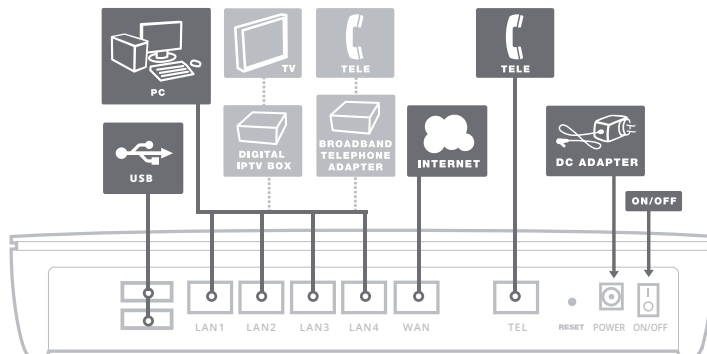 PC
TV
TELE
TELE
USB
DIGITAL
IPTV BOX
BROADBAND
TELEPHONE
ADAPTER
INTERNET
DC ADAPTER
ON/OFF
LAN1 LAN2 LAN3 LAN4 WAN TEL RESET POWER ON/OFF